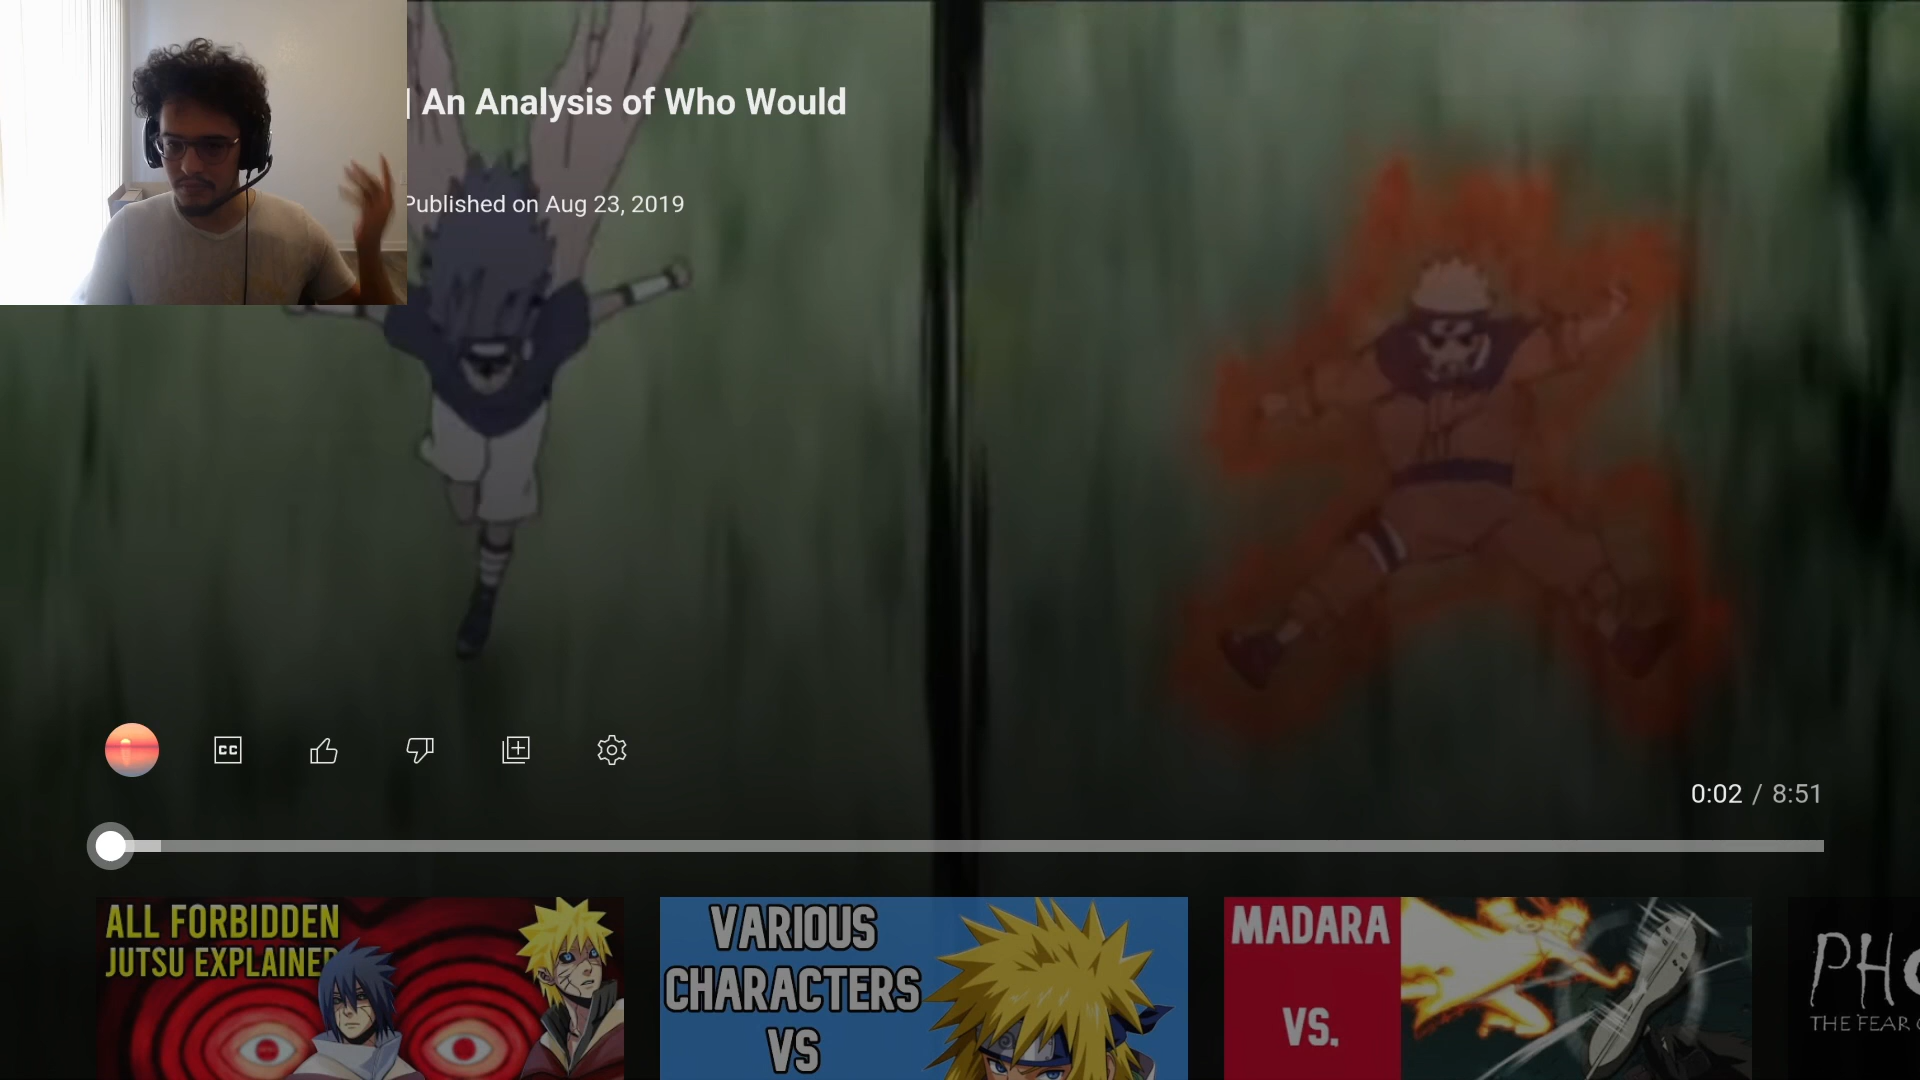 An Analysis of Who Would
Published on Aug 23, 2019
CC
0:02 / 8:51
ALL FORBIDDEN
JUTSU EXPLAINED
VARIOUS
CHARACTERS
VS
MADARA
VS.
THE FEAR